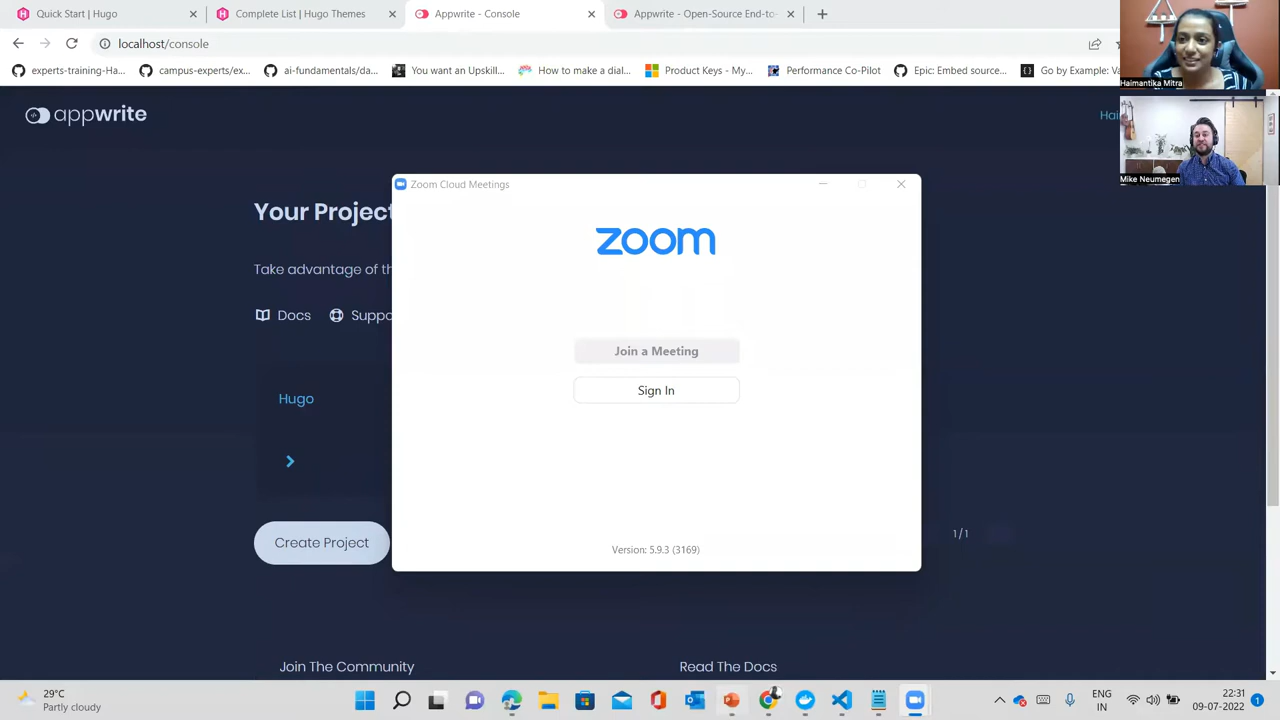 Quick Start | Hugo
Complete List | Hugo Themes
Appwrite - Console
Appwrite - Open-Source End-to-
localhost/console
experts-training-Ha...
campus-experts/ex...
ai-fundamentals/da...
You want an Upskil...
How to make a dial...
Product Keys - My...
Performance Co-Pilot
Epic: Embed source...
Go by Example:
Haimantika Mitra
Mike Neumegen
appwrite
Hai
Zoom Cloud Meetings
Your Project
Take advantage of th
Docs
Suppo
zoom
Join a Meeting
Sign In
Hugo
Create Project
1/1
Version: 5.9.3 (3169)
Join The Community
Read The Docs
29°C
Partly cloudy
ENG
IN
22:31
09-07-2022
1